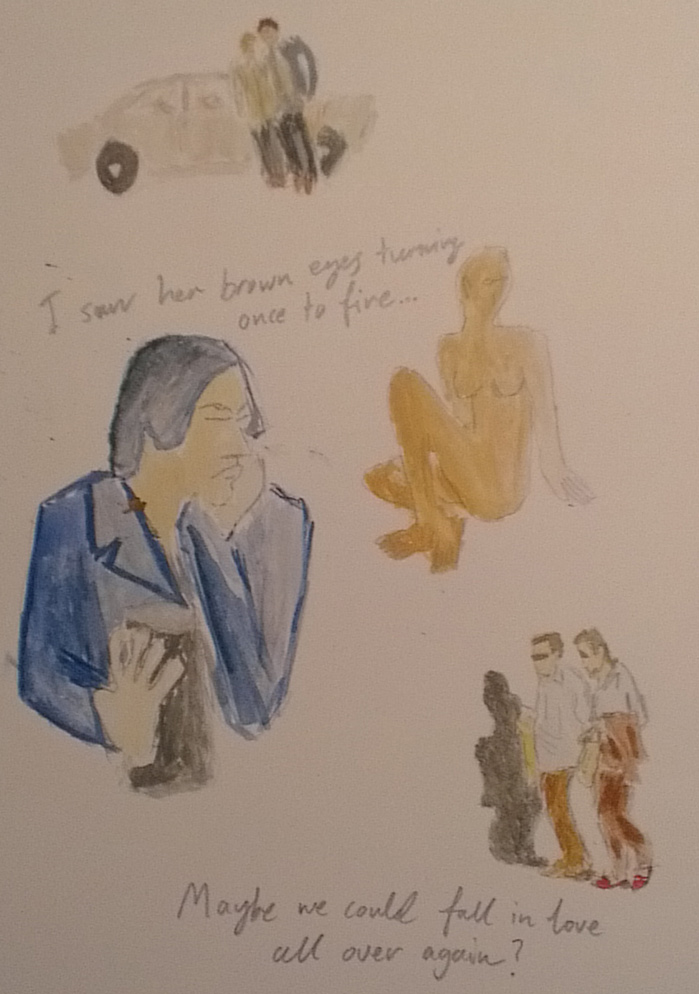 I saw her brown eyes turning
once to fire...
Maybe we could fall in love
all over again?